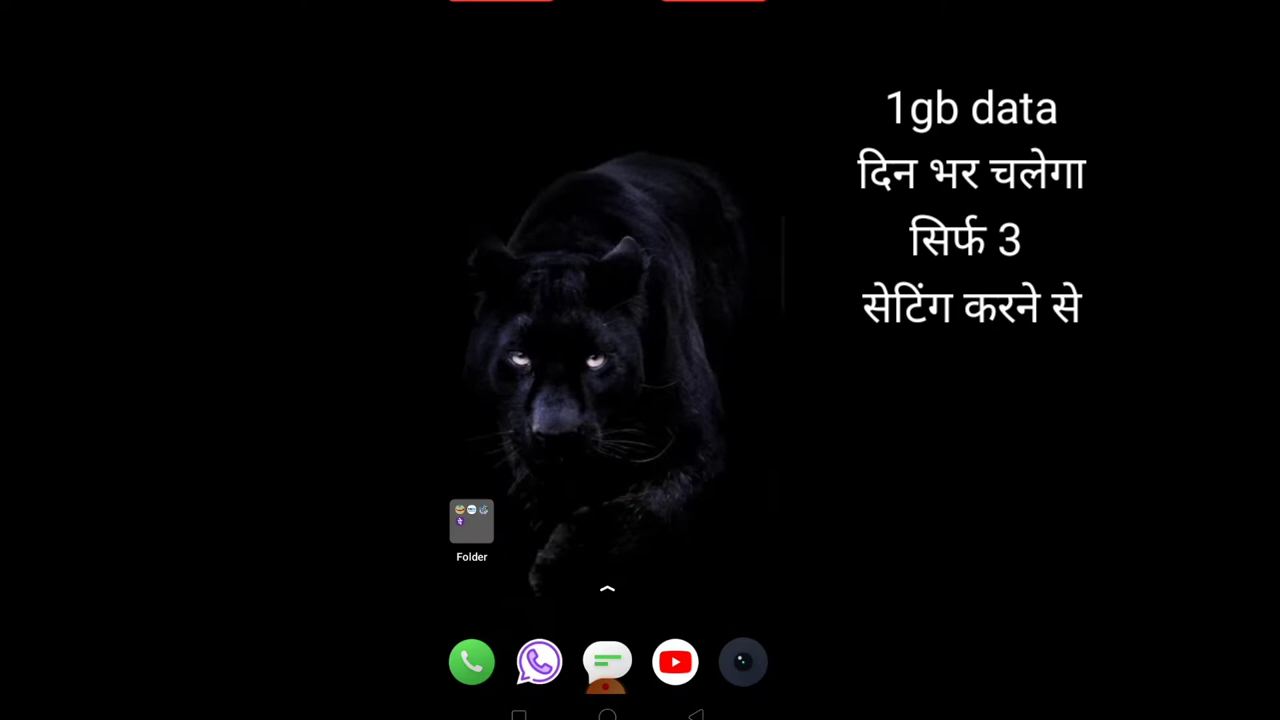 1gb data
दिन भर चलेगा
सिर्फ 3
सेटिंग करने से
Folder